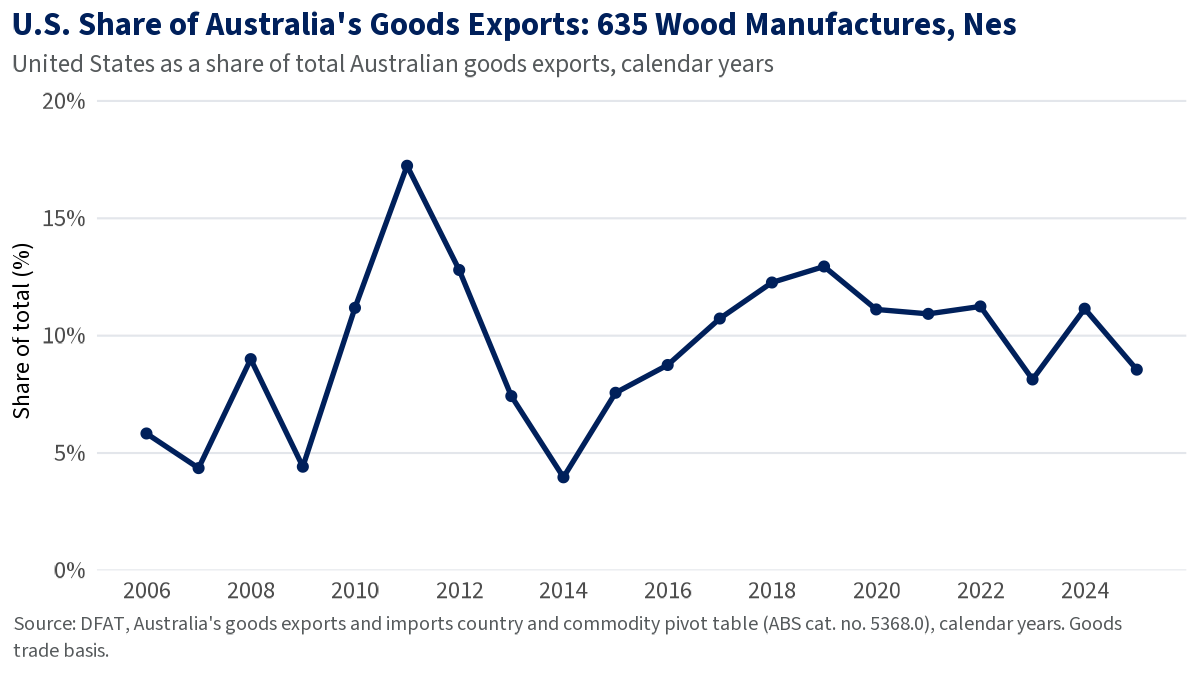 U.S. Share of Australia's Goods Exports: 635 Wood Manufactures, Nes
United States as a share of total Australian goods exports, calendar years
20%
15%
10%
5%
0%
Share of total (%)
2006 2008 2010 2012 2014 2016 2018 2020 2022 2024
Source: DFAT, Australia's goods exports and imports country and commodity pivot table (ABS cat. no. 5368.0), calendar years. Goods
trade basis.